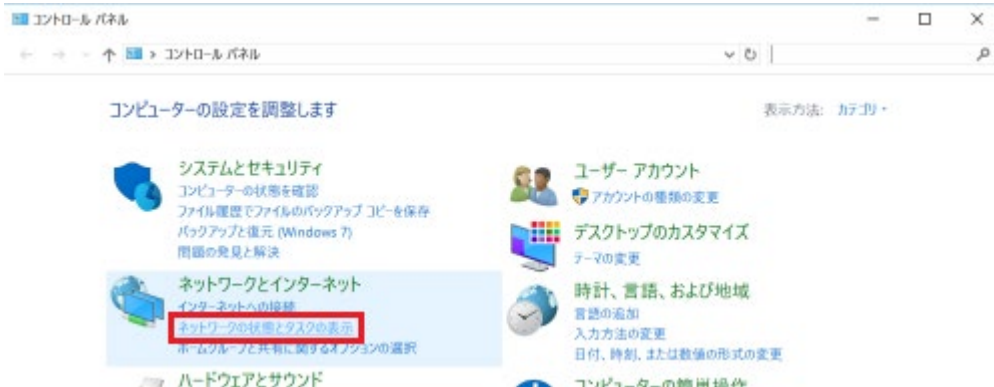 コントロール パネル
コントロール パネル
コンピューターの設定を調整します
表示方法: カテゴリ
システムとセキュリティ
コンピューターの状態を確認
ファイル履歴でファイルのバックアップ コピーを保存
バックアップと復元 (Windows 7)
問題の発見と解決
ネットワークとインターネット
インターネットへの接続
ネットワークの状態とタスクの表示
ホームグループと共有に関するオプションの選択
ハードウェアとサウンド
ユーザー アカウント
アカウントの種類の変更
デスクトップのカスタマイズ
テーマの変更
時計、言語、および地域
言語の追加
入力方法の変更
日付、時刻、または数値の形式の変更
コンピューターの簡単操作